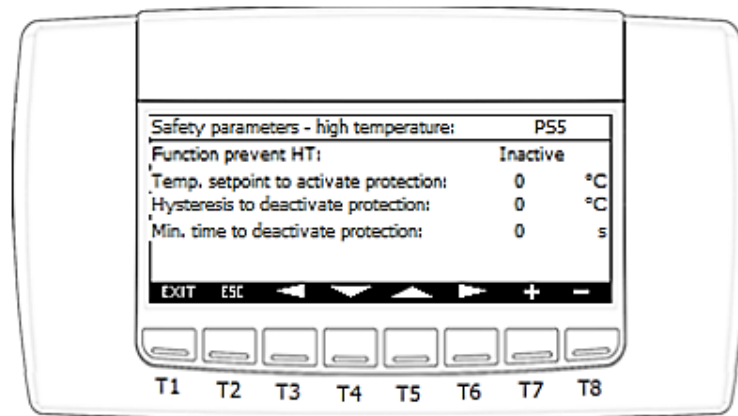 Safety parameters - high temperature: PS5
Function prevent HT: Inactive
Temp. setpoint to activate protection: 0 °C
Hysteresis to deactivate protection: 0 °C
Min. time to deactivate protection: 0 s
EXIT ESC + -
T1 T2 T3 T4 T5 T6 T7 T8